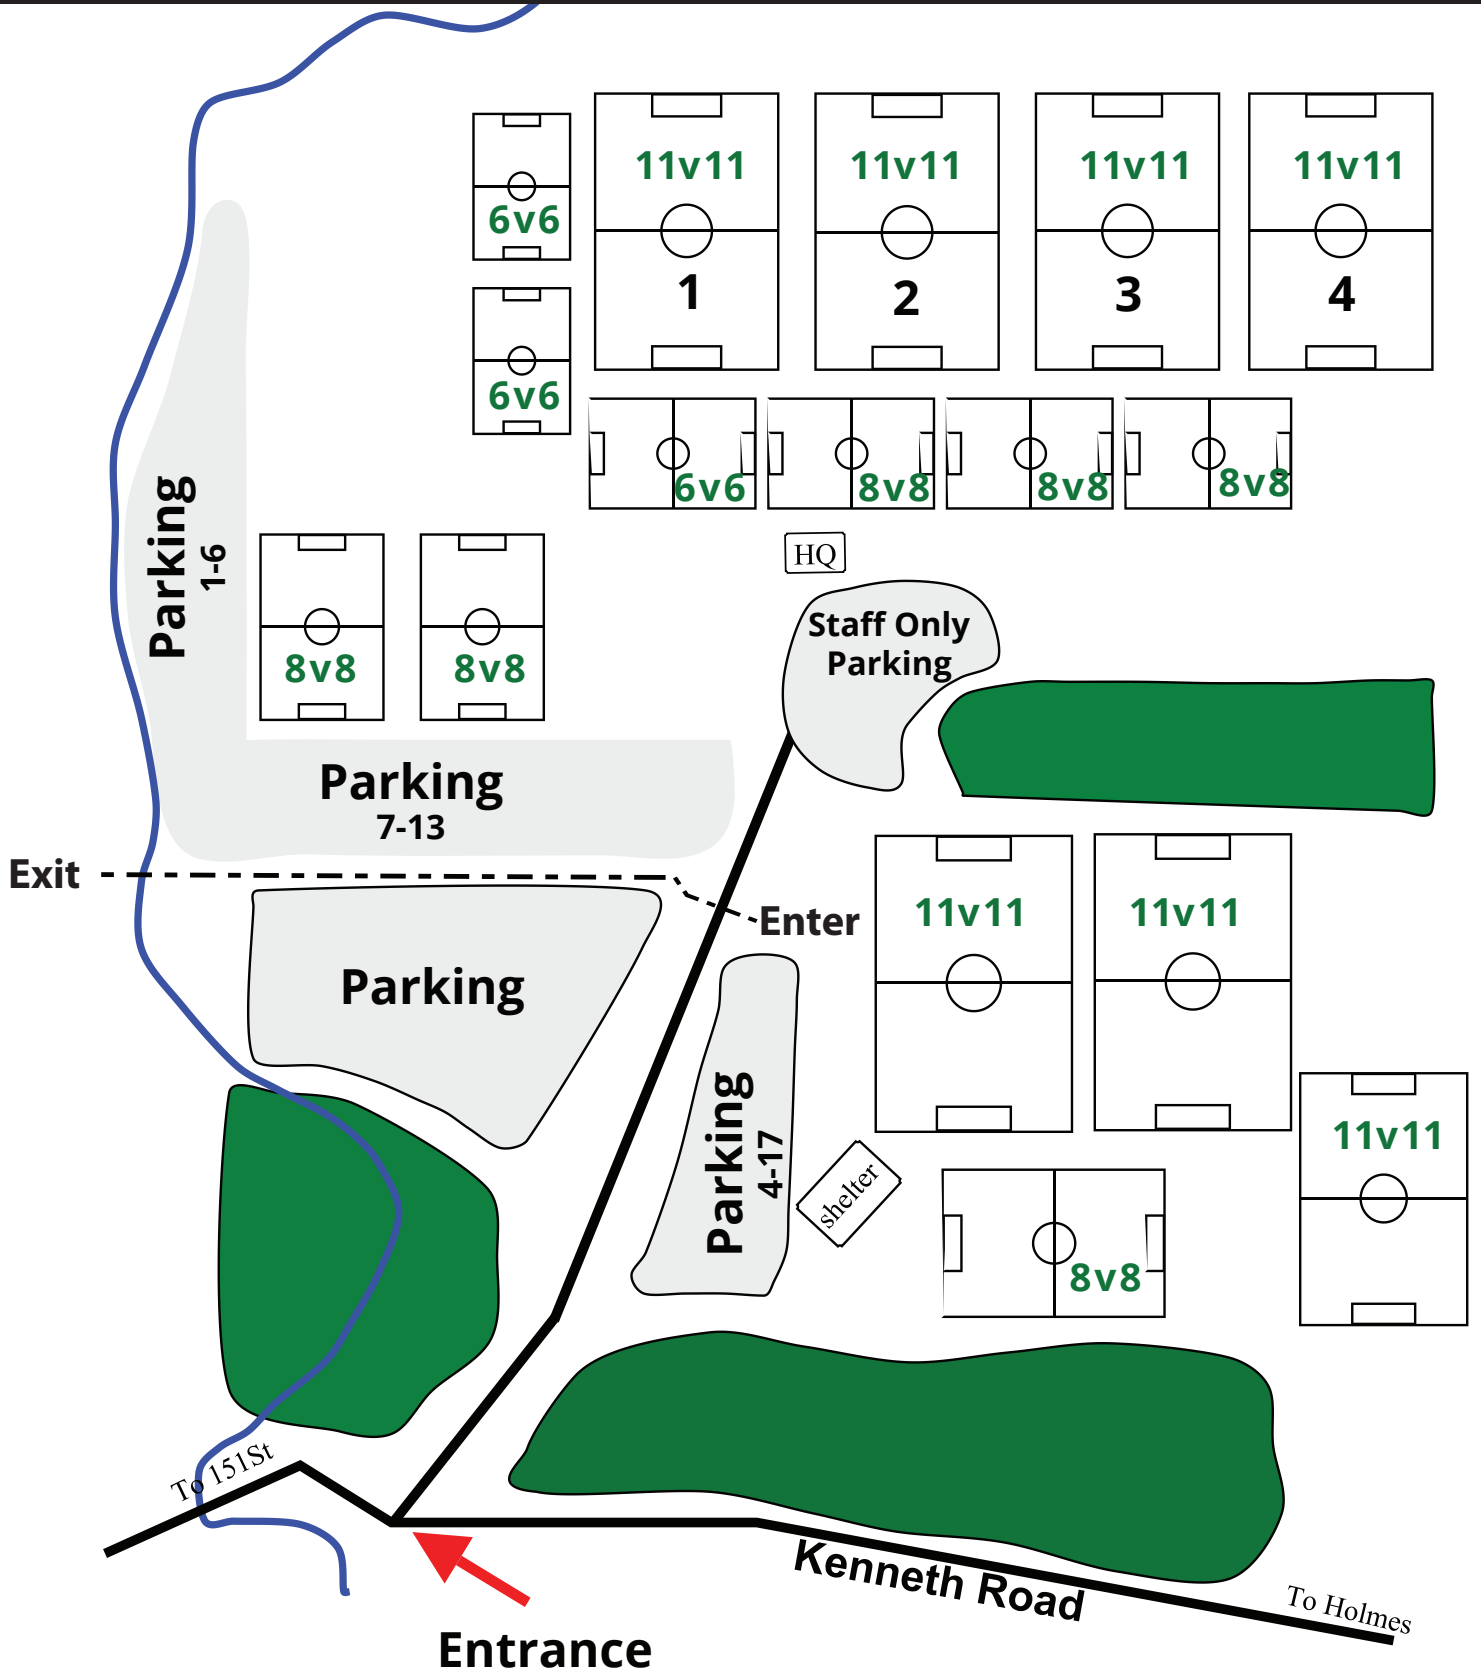 11v11
11v11
11v11
11v11
6v6
1
2
3
4
6v6
6v6
8v8
8v8
8v8
HQ
Parking
1-6
8v8
8v8
Staff Only
Parking
Parking
7-13
Exit
Enter
11v11
11v11
Parking
Parking
4-17
shelter
11v11
8v8
To 151St
Kenneth Road
To Holmes
Entrance